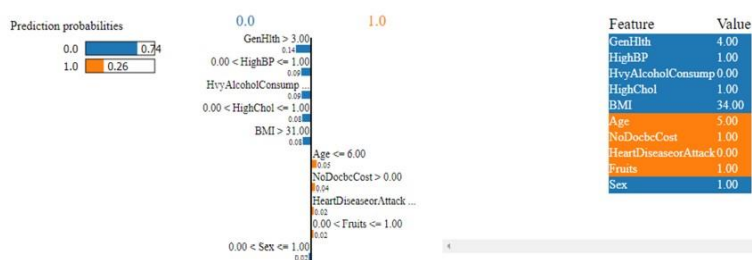 Prediction probabilities
0.0 0.74
1.0 0.26
0.0 1.0
GenHlth > 3.00
0.14
0.00 < HighBP <= 1.00
0.09
HvyAlcoholConsump ...
0.09
0.00 < HighChol <= 1.00
0.08
BMI > 31.00
0.08
Age <= 6.00
0.05
NoDocbcCost > 0.00
0.04
HeartDiseaseorAttack ...
0.02
0.00 < Fruits <= 1.00
0.02
0.00 < Sex <= 1.00
0.02
Feature Value
GenHlth 4.00
HighBP 1.00
HvyAlcoholConsump 0.00
HighChol 1.00
BMI 34.00
Age 5.00
NoDocbcCost 1.00
HeartDiseaseorAttack 0.00
Fruits 1.00
Sex 1.00